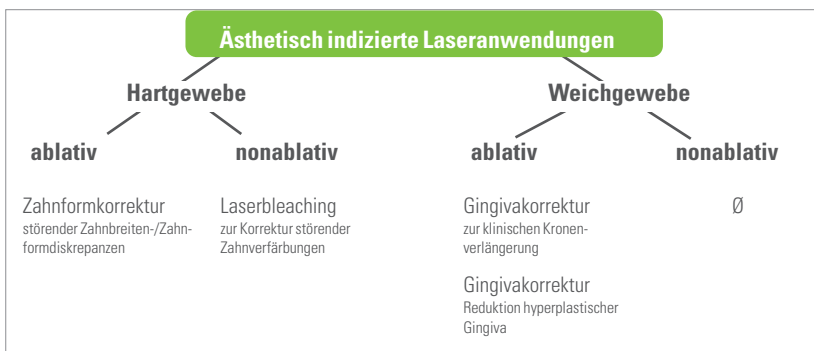 Ästhetisch indizierte Laseranwendungen
Hartgewebe
Weichgewebe
ablativ
nonablativ
ablativ
nonablativ
Zahnformkorrektur
störender Zahnbreiten-/Zahn-
formdiskrepanzen
Laserbleaching
zur Korrektur störender
Zahnverfärbungen
Gingivakorrektur
zur klinischen Kronen-
verlängerung
Gingivakorrektur
Reduktion hyperplastischer
Gingiva
Ø